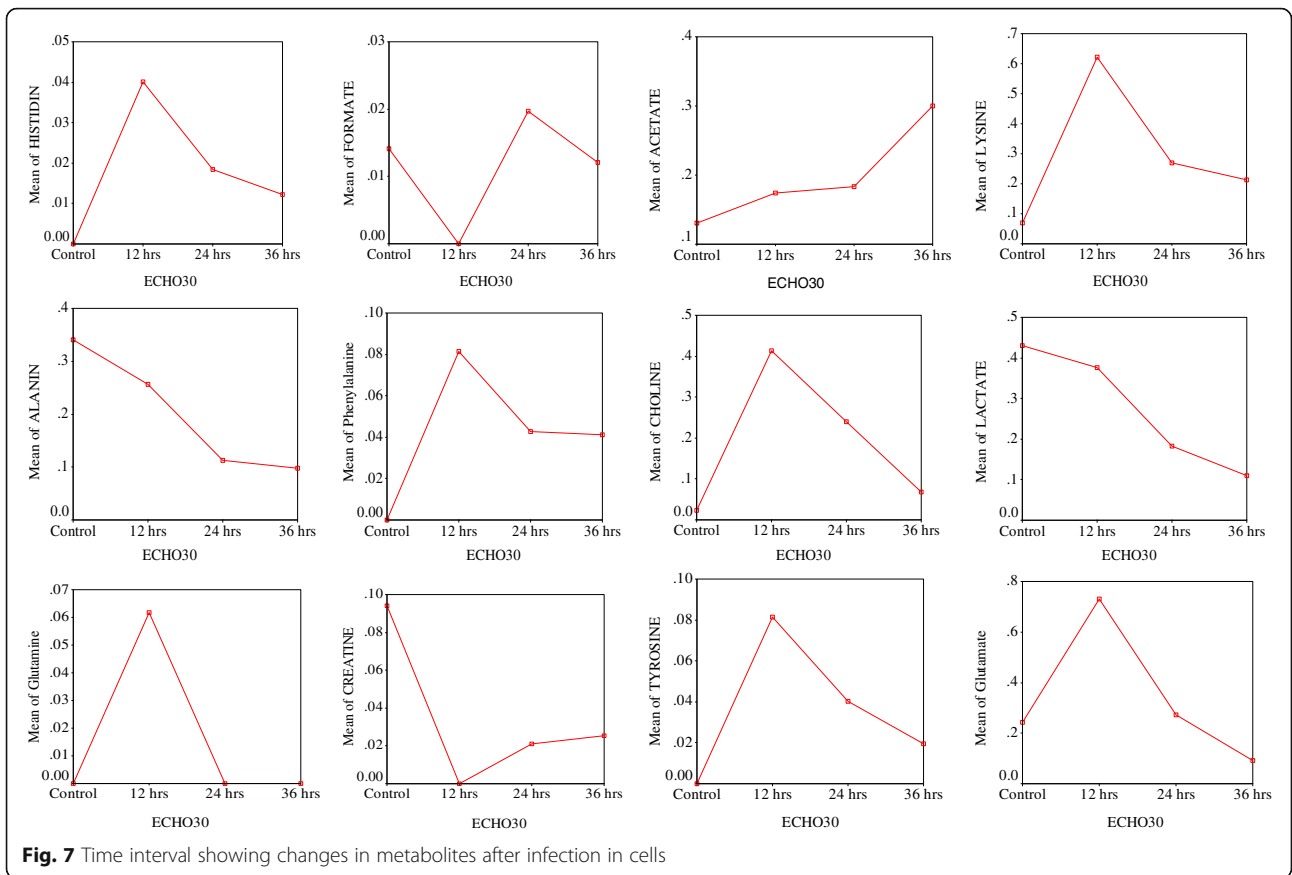 Mean of HISTIDIN
.05
.04
.03
.02
.01
0.00
Control 12 hrs 24 hrs 36 hrs
ECHO30
Mean of FORMATE
.03
.02
.01
0.00
Control 12 hrs 24 hrs 36 hrs
ECHO30
Mean of ACETATE
.4
.3
.2
.1
Control 12 hrs 24 hrs 36 hrs
ECHO30
Mean of LYSINE
.7
.6
.5
.4
.3
.2
.1
0.0
Control 12 hrs 24 hrs 36 hrs
ECHO30
Mean of ALANIN
.4
.3
.2
.1
0.0
Control 12 hrs 24 hrs 36 hrs
ECHO30
Mean of Phenylalanine
.10
.08
.06
.04
.02
0.00
Control 12 hrs 24 hrs 36 hrs
ECHO30
Mean of CHOLINE
.5
.4
.3
.2
.1
0.0
Control 12 hrs 24 hrs 36 hrs
ECHO30
Mean of LACTATE
.5
.4
.3
.2
.1
0.0
Control 12 hrs 24 hrs 36 hrs
ECHO30
Mean of Glutamine
.07
.06
.05
.04
.03
.02
.01
0.00
Control 12 hrs 24 hrs 36 hrs
ECHO30
Mean of CREATINE
.10
.08
.06
.04
.02
0.00
Control 12 hrs 24 hrs 36 hrs
ECHO30
Mean of TYROSINE
.10
.08
.06
.04
.02
0.00
Control 12 hrs 24 hrs 36 hrs
ECHO30
Mean of Glutamate
.8
.6
.4
.2
0.0
Control 12 hrs 24 hrs 36 hrs
ECHO30
Fig. 7 Time interval showing changes in metabolites after infection in cells